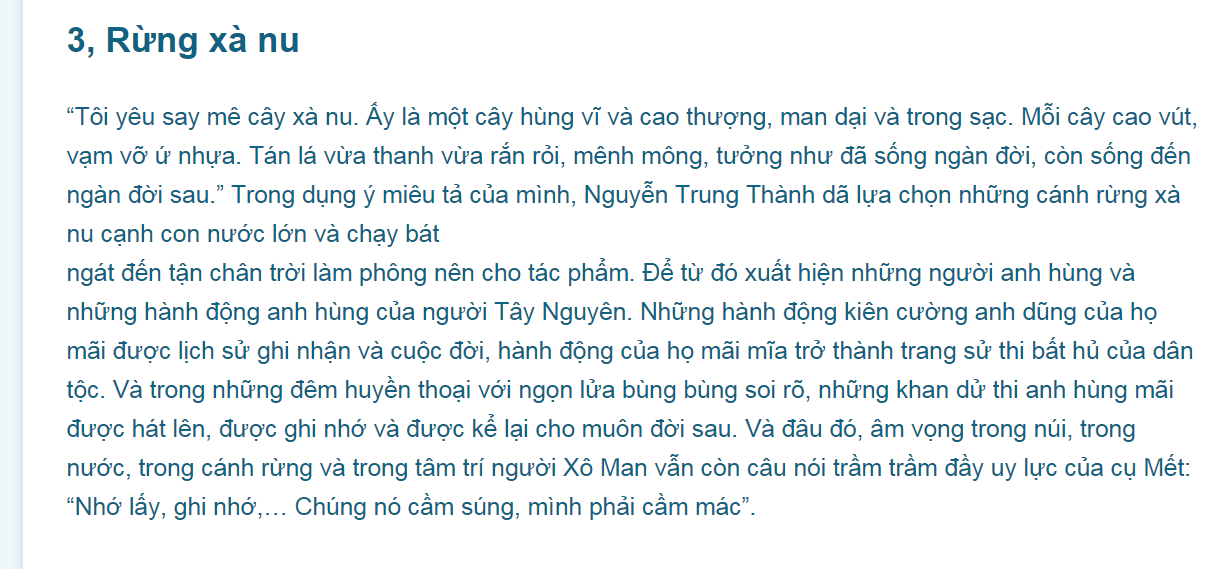 3, Rừng xà nu
“Tôi yêu say mê cây xà nu. Ấy là một cây hùng vĩ và cao thượng, man dại và trong sạc. Mỗi cây cao vút,
vạm vỡ ứ nhựa. Tán lá vừa thanh vừa rắn rỏi, mênh mông, tưởng như đã sống ngàn đời, còn sống đến
ngàn đời sau.” Trong dụng ý miêu tả của mình, Nguyễn Trung Thành dã lựa chọn những cánh rừng xà
nu cạnh con nước lớn và chạy bát
ngát đến tận chân trời làm phông nên cho tác phẩm. Để từ đó xuất hiện những người anh hùng và
những hành động anh hùng của người Tây Nguyên. Những hành động kiên cường anh dũng của họ
mãi được lịch sử ghi nhận và cuộc đời, hành động của họ mãi mĩa trở thành trang sử thi bất hủ của dân
tộc. Và trong những đêm huyền thoại với ngọn lửa bùng bùng soi rõ, những khan dử thi anh hùng mãi
được hát lên, được ghi nhớ và được kể lại cho muôn đời sau. Và đâu đó, âm vọng trong núi, trong
nước, trong cánh rừng và trong tâm trí người Xô Man vẫn còn câu nói trầm trầm đầy uy lực của cụ Mết:
“Nhớ lấy, ghi nhớ,… Chúng nó cầm súng, mình phải cầm mác”.